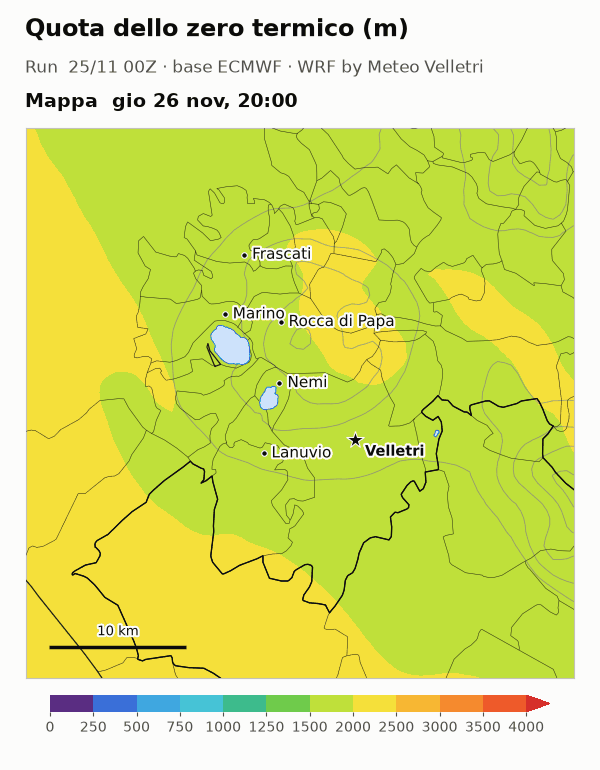 Quota dello zero termico (m)
Run 25/11 00Z · base ECMWF · WRF by Meteo Velletri
Mappa gio 26 nov, 20:00
Frascati
Marino
Rocca di Papa
Nemi
Velletri
Lanuvio
10 km
0 250 500 750 1000 1250 1500 2000 2500 3000 3500 4000